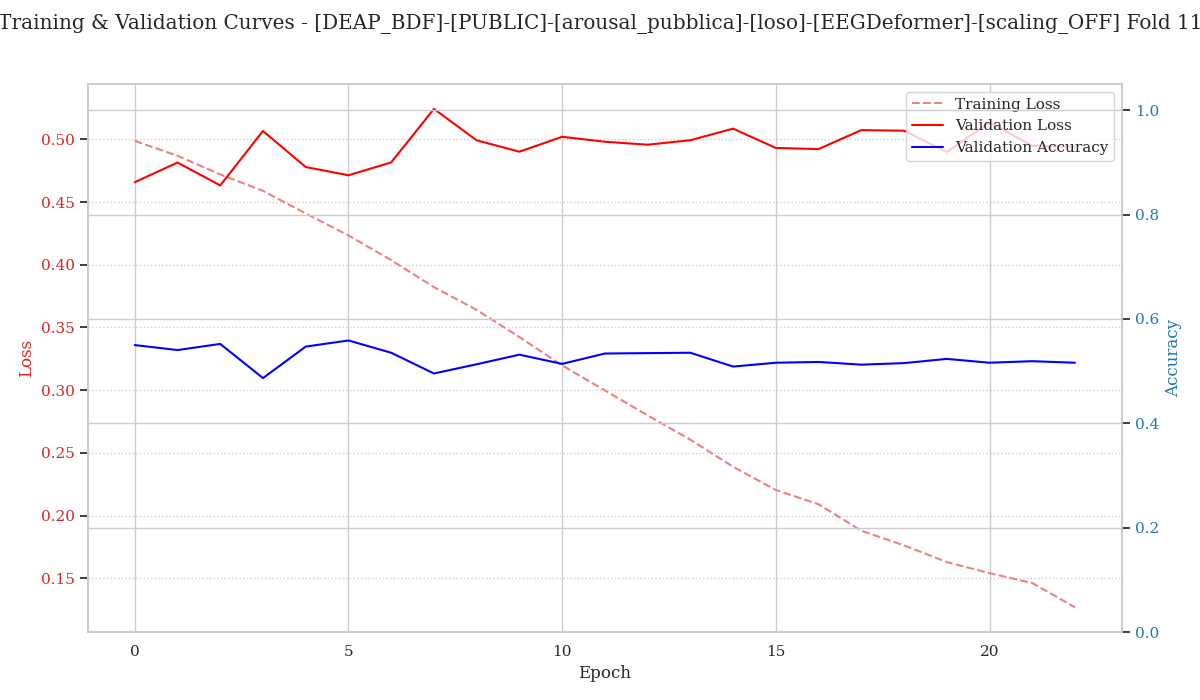 Training & Validation Curves - [DEAP_BDF]-[PUBLIC]-[arousal_pubblica]-[loso]-[EEGDeformer]-[scaling_OFF] Fold 11
Training Loss
Validation Loss
Validation Accuracy
Loss
0.50
0.45
0.40
0.35
0.30
0.25
0.20
0.15
1.0
0.8
0.6
0.4
0.2
0.0
Accuracy
0
5
10
15
20
Epoch